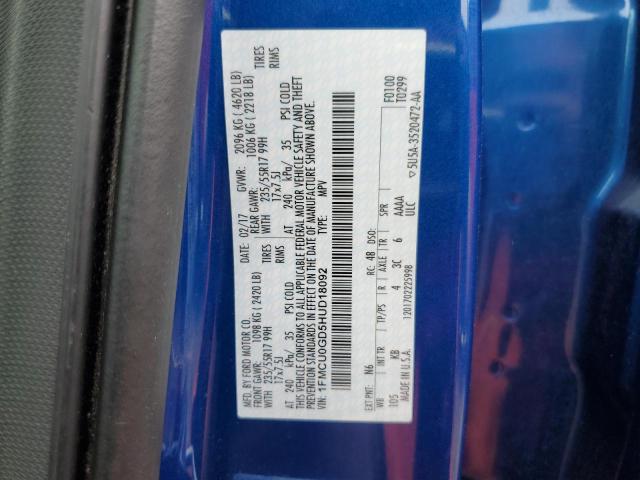 MFD. BY FORD MOTOR CO. DATE: 02/17 GVWR: 2096 KG ( 4620 LB)
FRONT GAWR: 1098 KG ( 2420 LB) REAR GAWR: 1006 KG ( 2218 LB)
WITH 235/55R17 99H TIRES WITH 235/55R17 99H TIRES
17x7.5J RIMS 17x7.5J RIMS
AT 240 kPa/ 35 PSI COLD AT 240 kPa/ 35 PSI COLD
THIS VEHICLE CONFORMS TO ALL APPLICABLE FEDERAL MOTOR VEHICLE SAFETY AND THEFT
PREVENTION STANDARDS IN EFFECT ON THE DATE OF MANUFACTURE SHOWN ABOVE.
VIN: 1FMCU0GD5HUD18092 TYPE: MPV
F0100
T0299
EXT PNT: N6 RC: 48 DSO:
WB INT TR TP/PS R AXLE TR SPR
105 KB 4 3C 6 AAAA
ULC
MADE IN U.S.A.
1201702225998
▽5U5A-3520472-AA